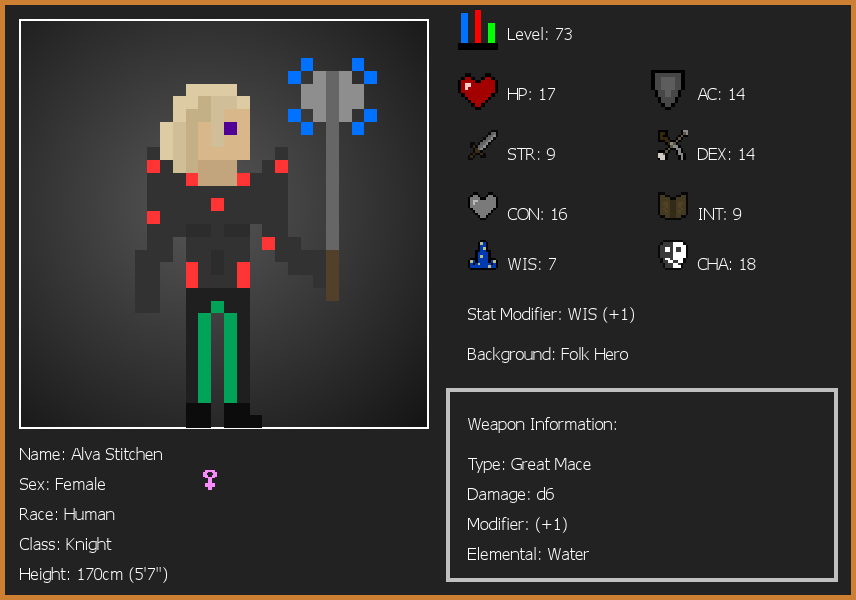 Level: 73
HP: 17
AC: 14
STR: 9
DEX: 14
CON: 16
INT: 9
WIS: 7
CHA: 18
Stat Modifier: WIS (+1)
Background: Folk Hero
Weapon Information:
Type: Great Mace
Damage: d6
Modifier: (+1)
Elemental: Water
Name: Alva Stitchen
Sex: Female
Race: Human
Class: Knight
Height: 170cm (5'7")